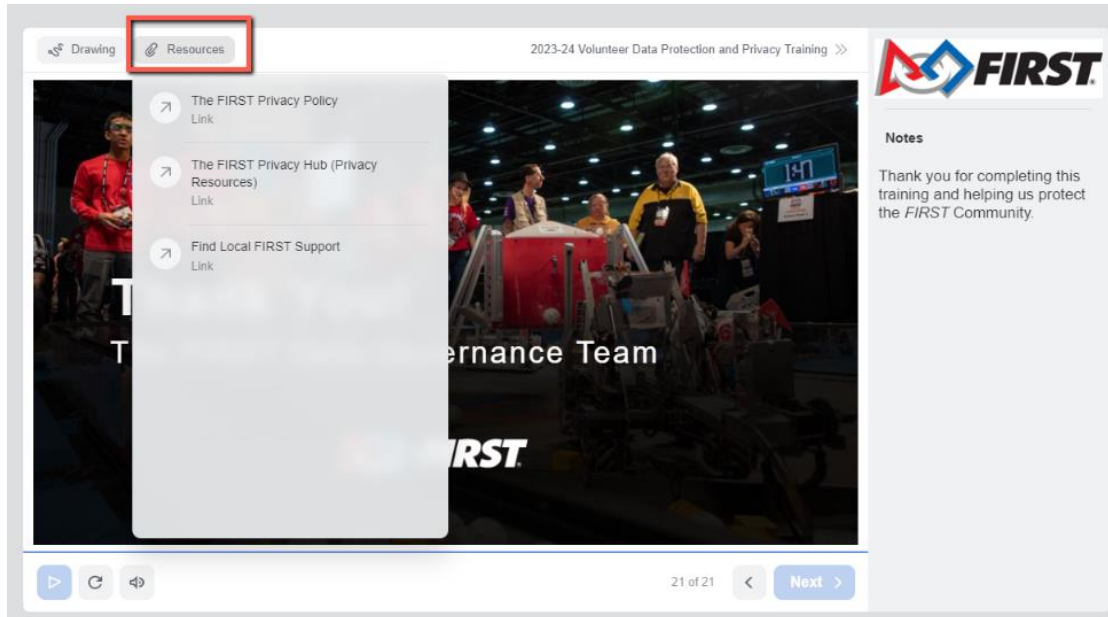 Drawing
Resources
2023-24 Volunteer Data Protection and Privacy Training
FIRST
The FIRST Privacy Policy
Link
The FIRST Privacy Hub (Privacy
Resources)
Link
Find Local FIRST Support
Link
1:41
T
T ernance Team
IRST
Notes
Thank you for completing this
training and helping us protect
the FIRST Community.
21 of 21
Next